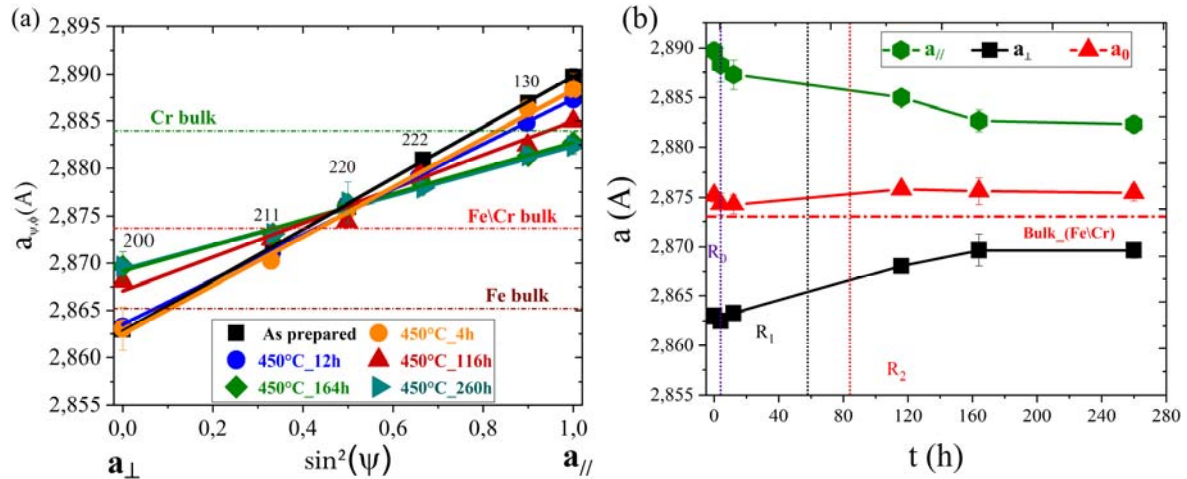 (a)
2,895
2,890
2,885
2,880
2,875
2,870
2,865
2,860
2,855
a_ψ,ϕ(A)
Cr bulk
Fe\Cr bulk
Fe bulk
200
211
220
222
130
As prepared
450°C_4h
450°C_12h
450°C_116h
450°C_164h
450°C_260h
0,0 0,2 0,4 0,6 0,8 1,0
a⊥ sin²(ψ) a//
(b)
2,890
2,885
2,880
2,875
2,870
2,865
2,860
2,855
a (A)
a// a⊥ a₀
Bulk_(Fe\Cr)
R₀
R₁
R₂
0 40 80 120 160 200 240 280
t (h)